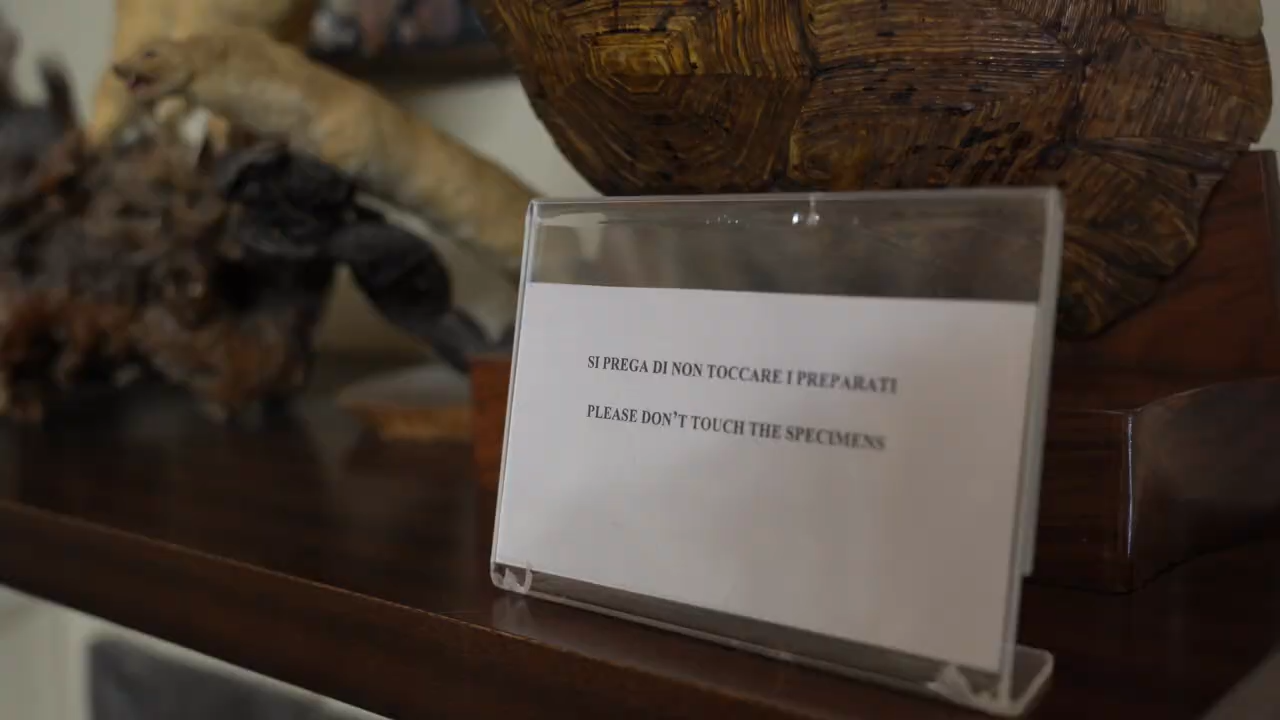 SI PREGA DI NON TOCCARE I PREPARATI
PLEASE DON'T TOUCH THE SPECIMENS